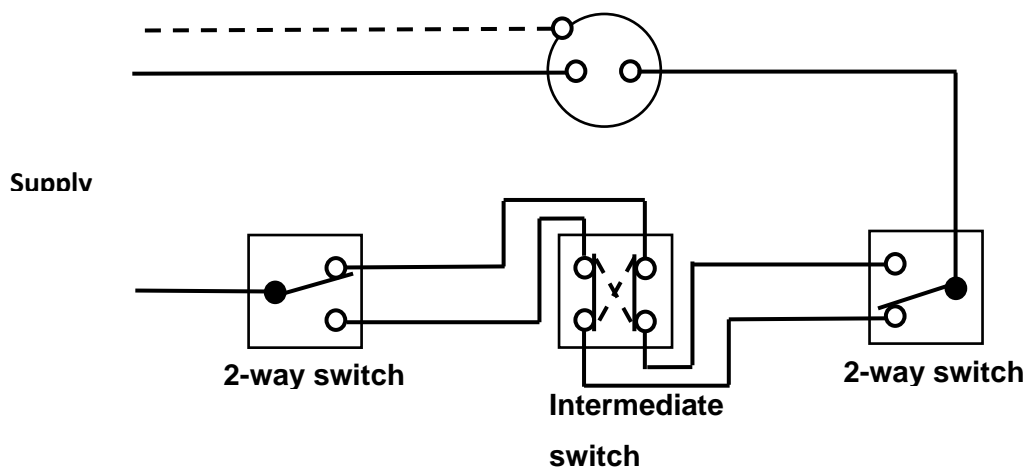 Supply
2-way switch
Intermediate
switch
2-way switch